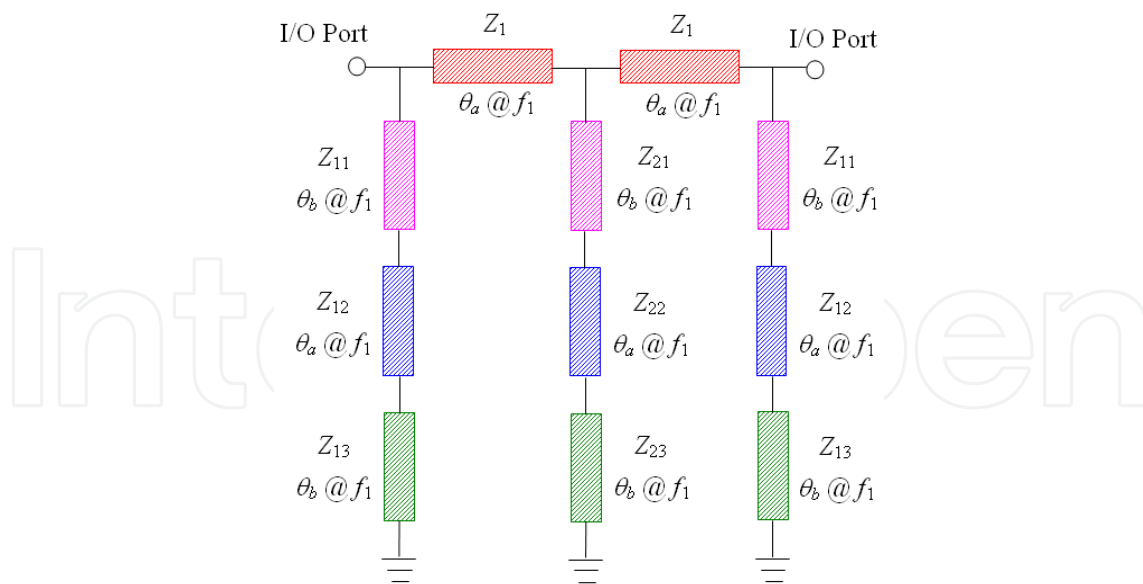 I/O Port
Z1
Z1
I/O Port
θa @ f1
θa @ f1
Z11
θb @ f1
Z21
θb @ f1
Z11
θb @ f1
Z12
θa @ f1
Z22
θa @ f1
Z12
θa @ f1
Z13
θb @ f1
Z23
θb @ f1
Z13
θb @ f1